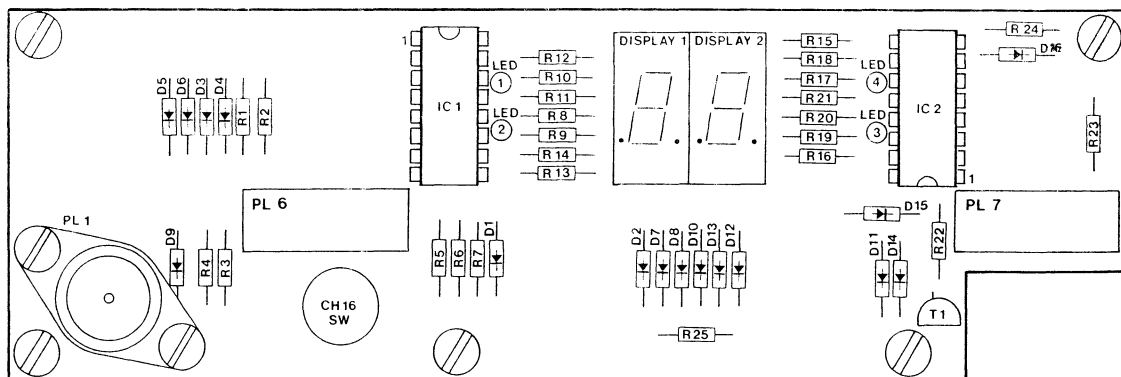 D5 D6 D3 D4 R1 R2
1
IC 1
LED
1
LED
2
R12
R10
R11
R8
R9
R14
R13
DISPLAY 1 DISPLAY 2
R15
R18
R17
R21
R20
R19
R16
LED
4
LED
3
IC 2
1
R 24
D16
R23
PL 1
PL 6
D9 R4 R3
CH16
SW
R5 R6 R7 D1
D2 D7 D8 D10 D13 D12
R25
D15
D11 D14
R22
T1
PL 7